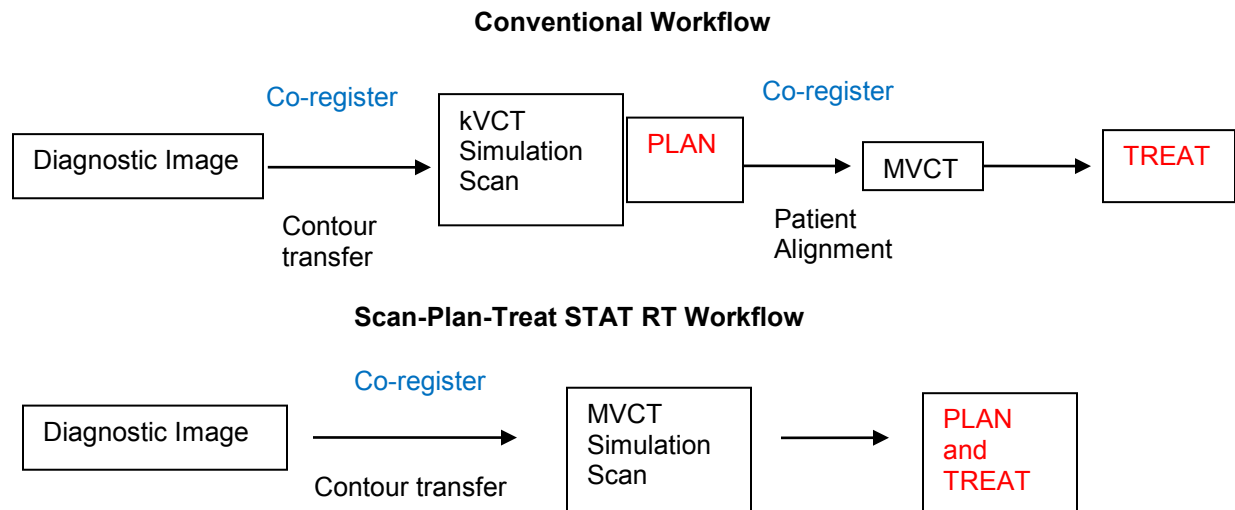 Conventional Workflow
Co-register
Co-register
Diagnostic Image
kVCT
Simulation
Scan
PLAN
MVCT
TREAT
Contour
transfer
Patient
Alignment
Scan-Plan-Treat STAT RT Workflow
Co-register
Diagnostic Image
MVCT
Simulation
Scan
PLAN
and
TREAT
Contour transfer